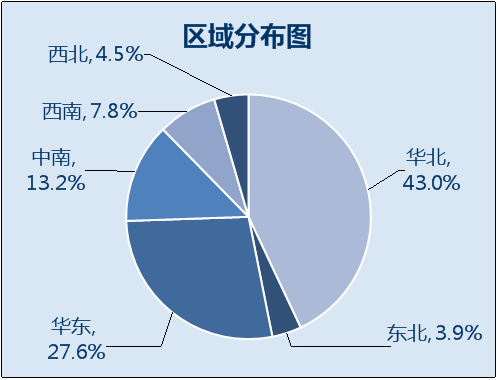 区域分布图
西北, 4.5%
西南, 7.8%
中南,
13.2%
华北,
43.0%
华东,
27.6%
东北, 3.9%